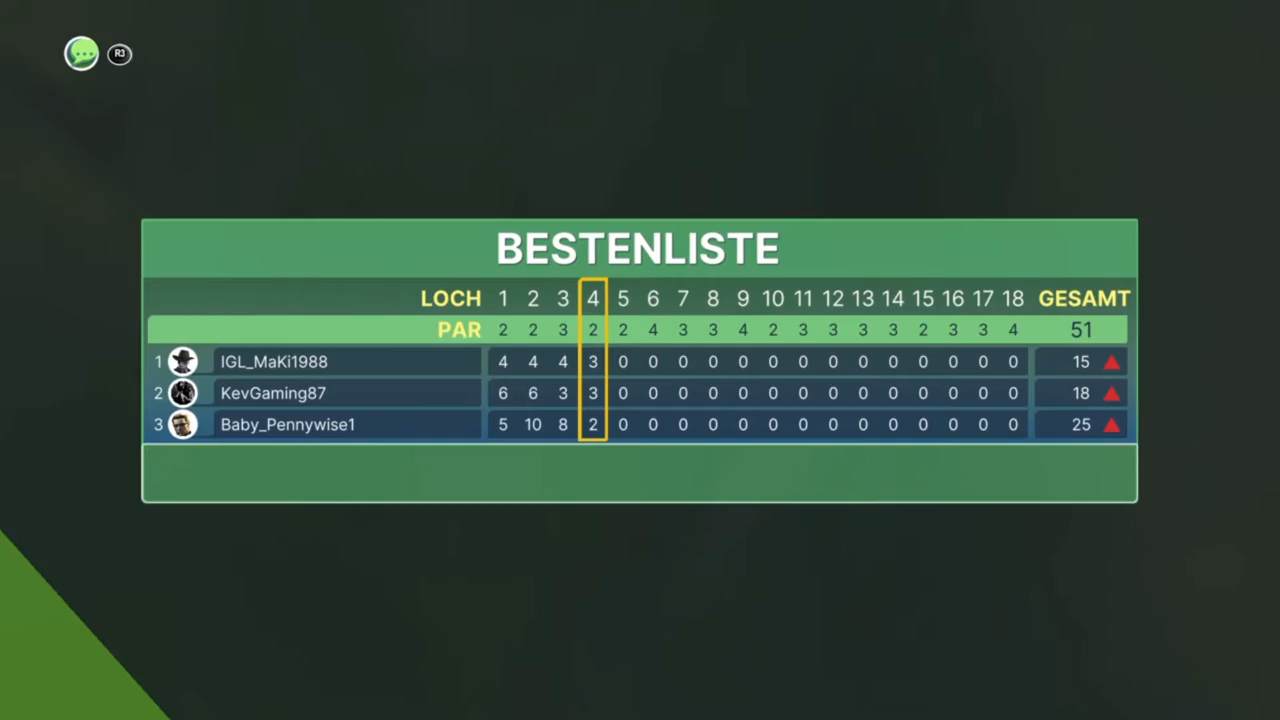 R3
BESTENLISTE
LOCH 1 2 3 4 5 6 7 8 9 10 11 12 13 14 15 16 17 18 GESAMT
PAR 2 2 3 2 2 4 3 3 4 2 3 3 3 3 2 3 3 4 51
1 IGL_MaKi1988 4 4 4 3 0 0 0 0 0 0 0 0 0 0 0 0 0 0 15
2 KevGaming87 6 6 3 3 0 0 0 0 0 0 0 0 0 0 0 0 0 0 18
3 Baby_Pennywise1 5 10 8 2 0 0 0 0 0 0 0 0 0 0 0 0 0 0 25